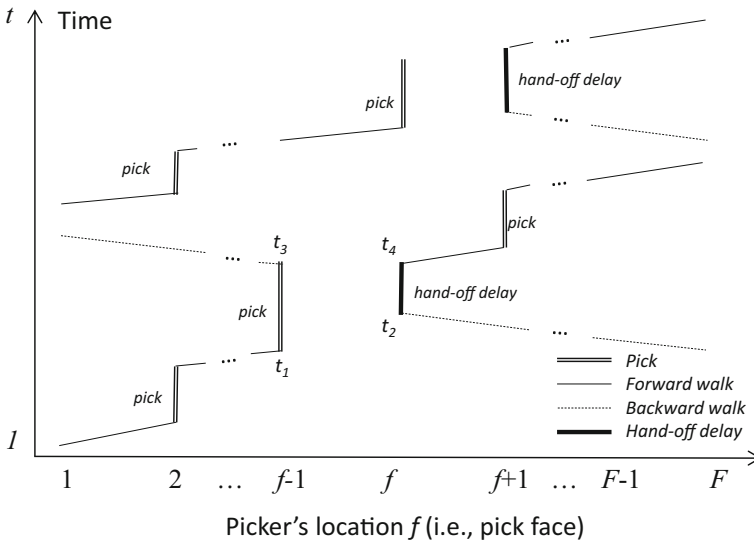 t Time
...
hand-off delay
pick
...
...
pick
...
pick
t3 t4
...
pick
hand-off delay
t2
...
...
t1
pick
Pick
Forward walk
Backward walk
Hand-off delay
1
1 2 ... f-1 f f+1 ... F-1 F
Picker's location f (i.e., pick face)